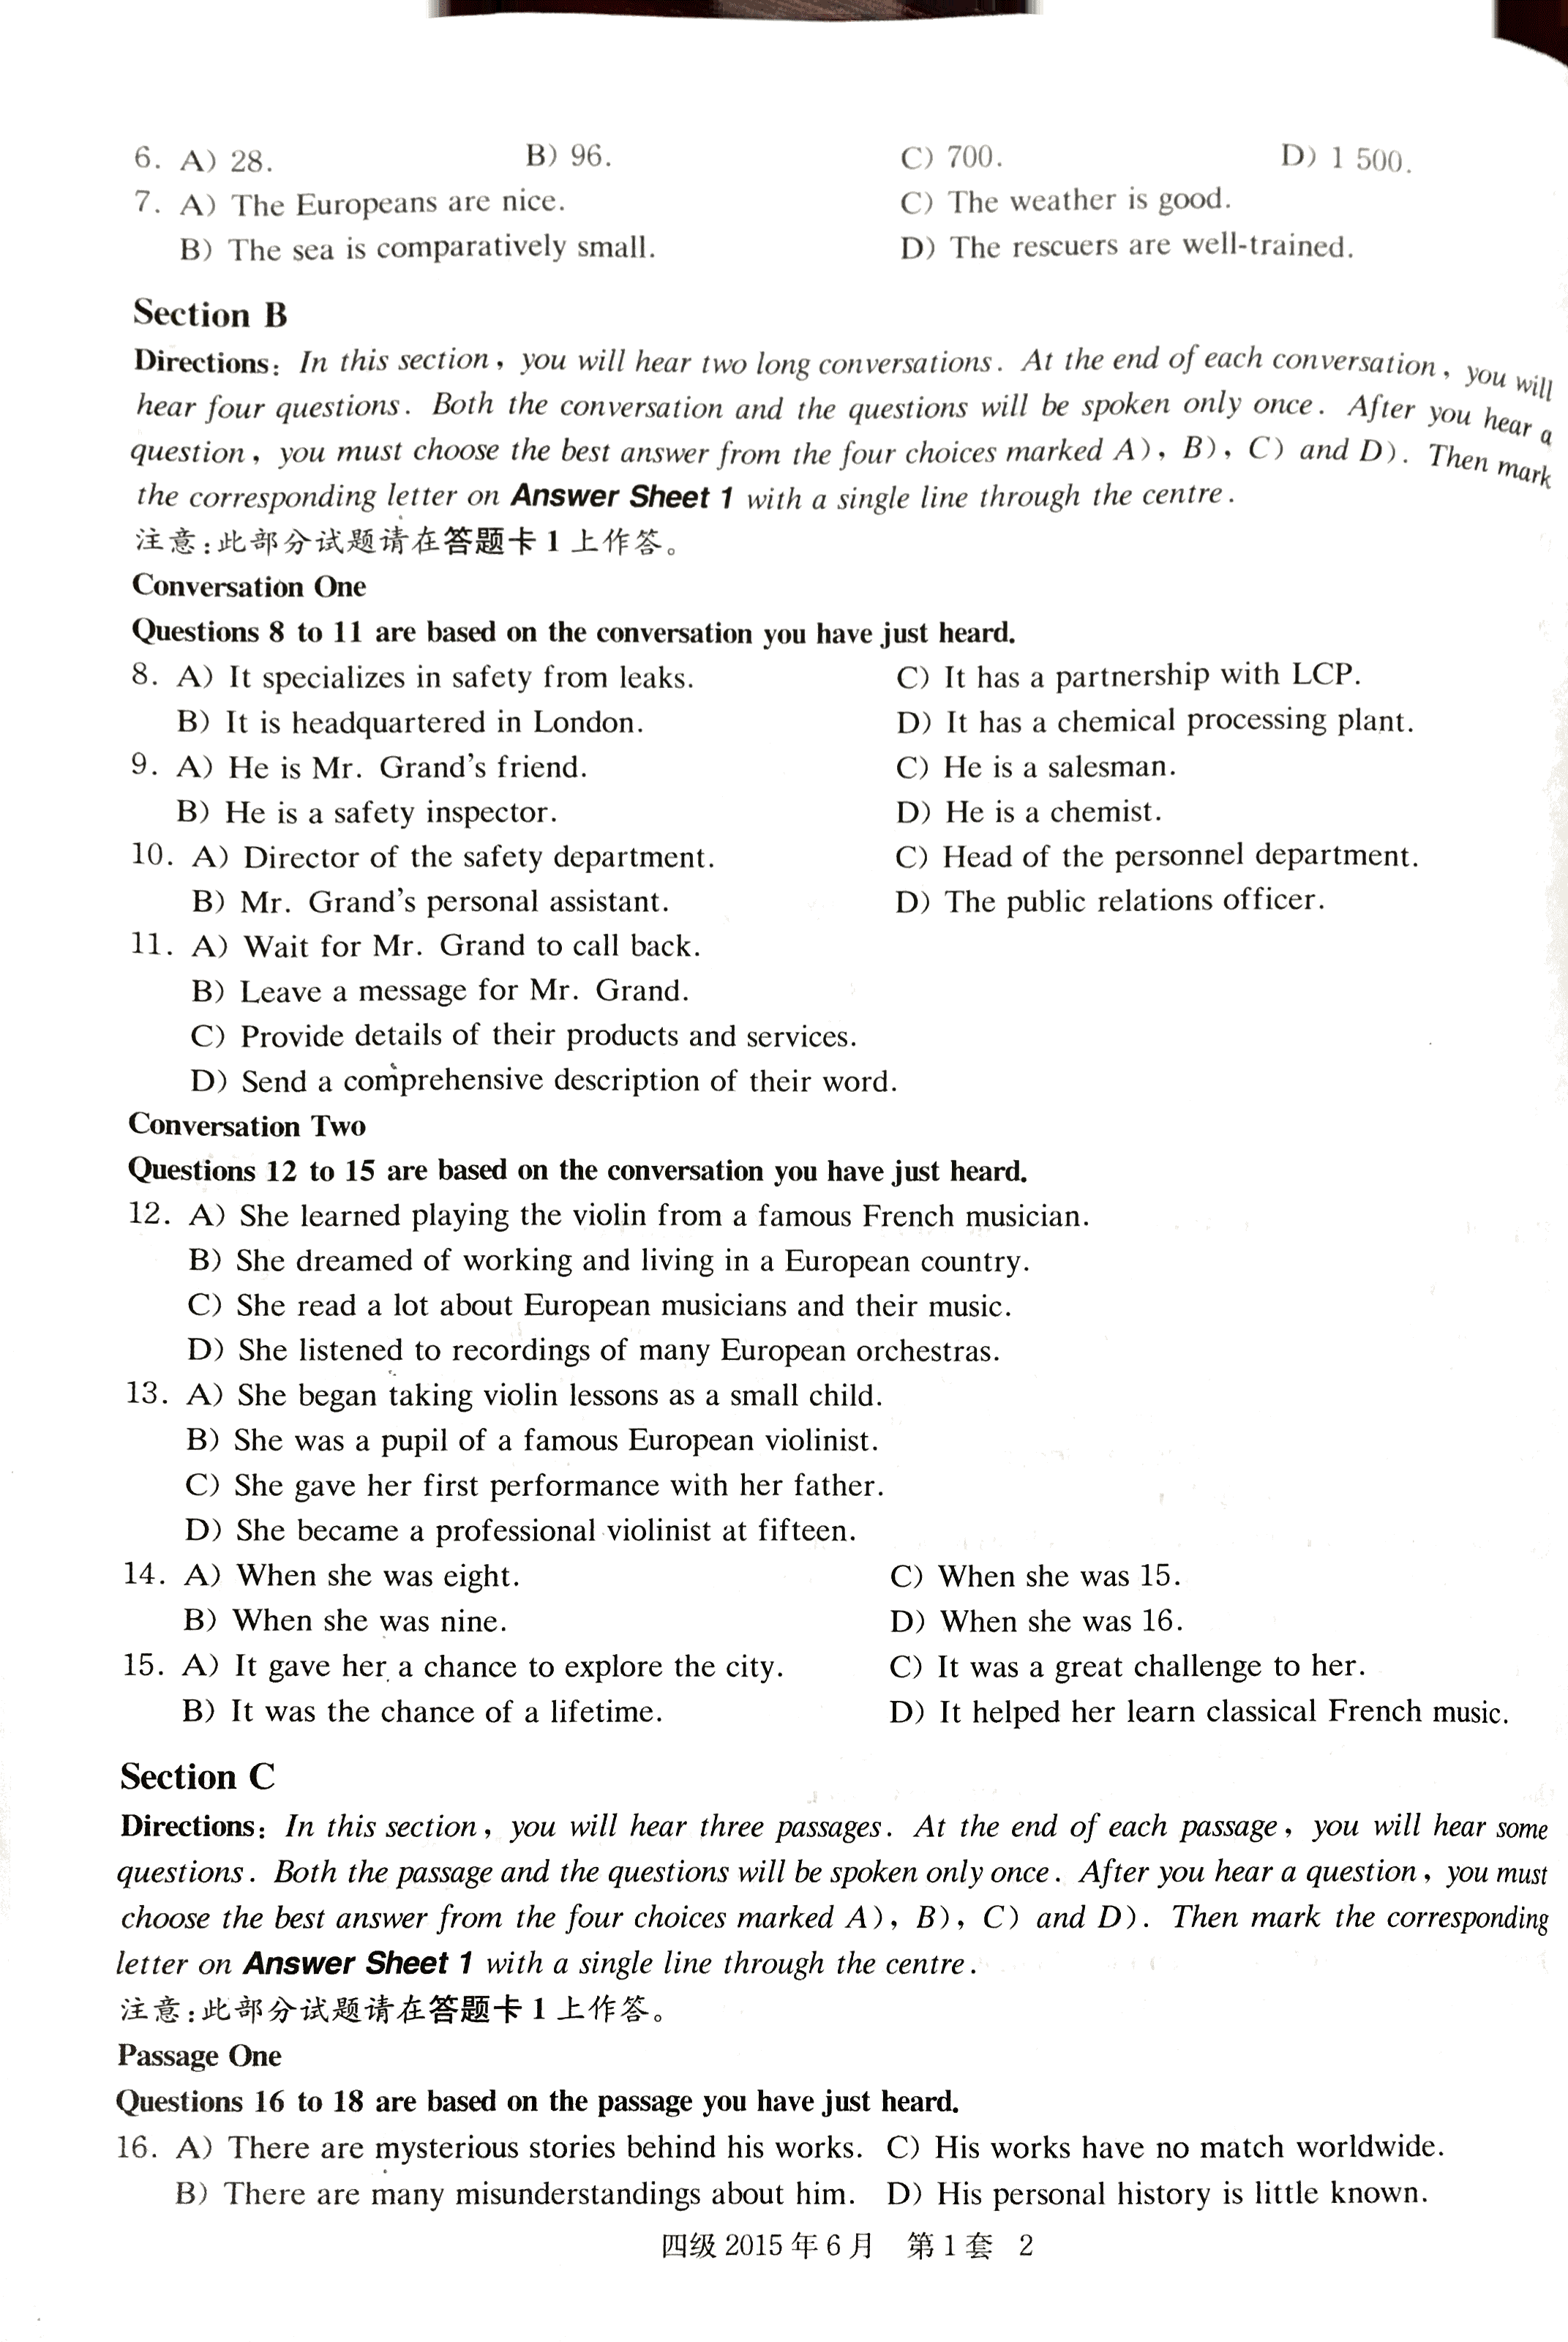 6. A) 28. B) 96. C) 700. D) 1 500.
7. A) The Europeans are nice. C) The weather is good.
B) The sea is comparatively small. D) The rescuers are well-trained.
Section B
Directions: In this section, you will hear two long conversations. At the end of each conversation, you will
hear four questions. Both the conversation and the questions will be spoken only once. After you hear a
question, you must choose the best answer from the four choices marked A), B), C) and D). Then mark
the corresponding letter on Answer Sheet 1 with a single line through the centre.
注意:此部分试题请在答题卡 1 上作答。
Conversation One
Questions 8 to 11 are based on the conversation you have just heard.
8. A) It specializes in safety from leaks. C) It has a partnership with LCP.
B) It is headquartered in London. D) It has a chemical processing plant.
9. A) He is Mr. Grand's friend. C) He is a salesman.
B) He is a safety inspector. D) He is a chemist.
10. A) Director of the safety department. C) Head of the personnel department.
B) Mr. Grand's personal assistant. D) The public relations officer.
11. A) Wait for Mr. Grand to call back.
B) Leave a message for Mr. Grand.
C) Provide details of their products and services.
D) Send a comprehensive description of their word.
Conversation Two
Questions 12 to 15 are based on the conversation you have just heard.
12. A) She learned playing the violin from a famous French musician.
B) She dreamed of working and living in a European country.
C) She read a lot about European musicians and their music.
D) She listened to recordings of many European orchestras.
13. A) She began taking violin lessons as a small child.
B) She was a pupil of a famous European violinist.
C) She gave her first performance with her father.
D) She became a professional violinist at fifteen.
14. A) When she was eight. C) When she was 15.
B) When she was nine. D) When she was 16.
15. A) It gave her a chance to explore the city. C) It was a great challenge to her.
B) It was the chance of a lifetime. D) It helped her learn classical French music.
Section C
Directions: In this section, you will hear three passages. At the end of each passage, you will hear some
questions. Both the passage and the questions will be spoken only once. After you hear a question, you must
choose the best answer from the four choices marked A), B), C) and D). Then mark the corresponding
letter on Answer Sheet 1 with a single line through the centre.
注意:此部分试题请在答题卡 1 上作答。
Passage One
Questions 16 to 18 are based on the passage you have just heard.
16. A) There are mysterious stories behind his works. C) His works have no match worldwide.
B) There are many misunderstandings about him. D) His personal history is little known.
四级 2015 年 6 月 第 1 套 2